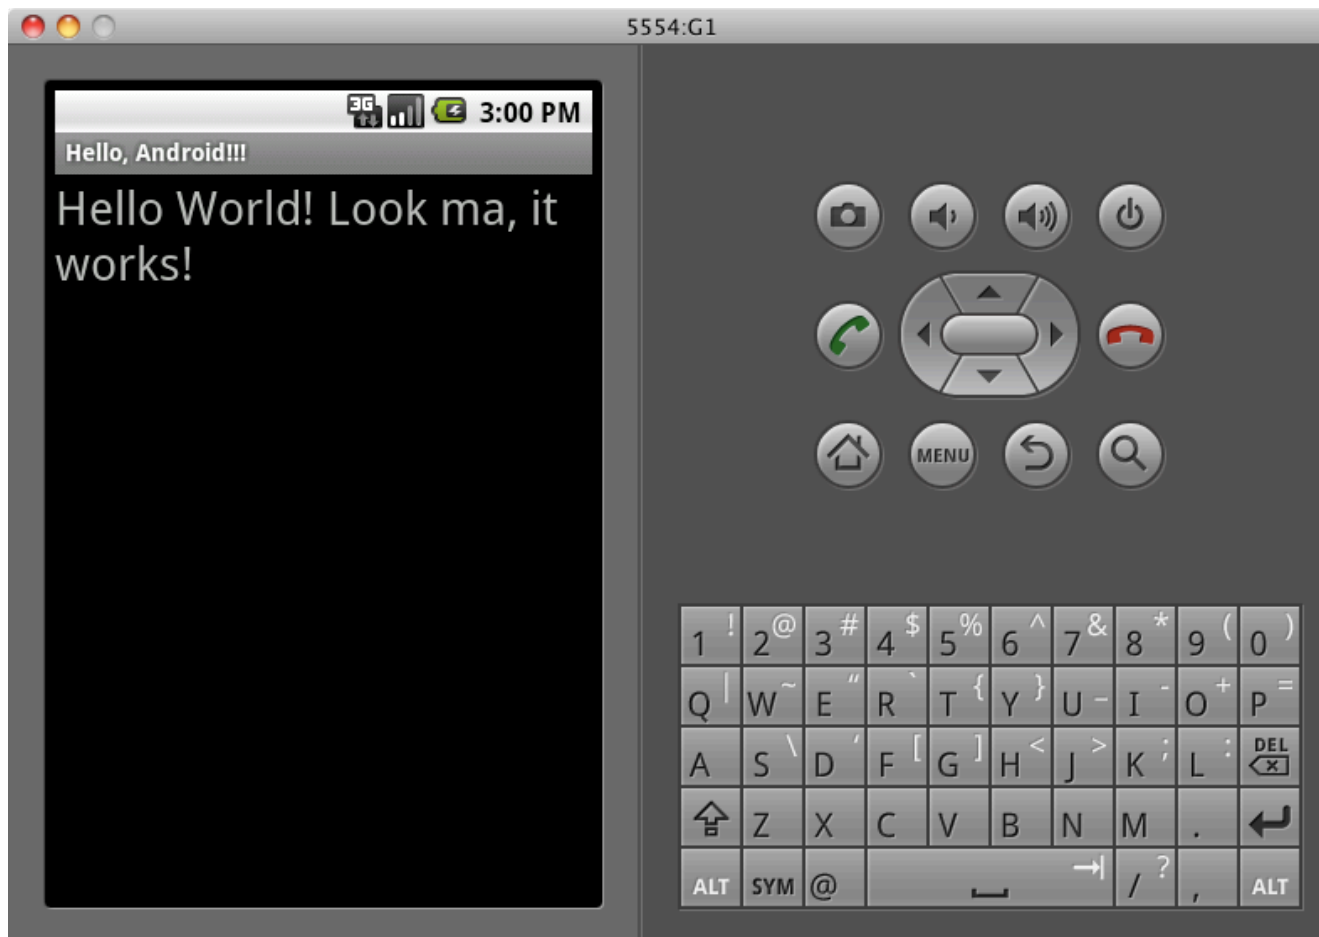 5554:G1
3G 3:00 PM
Hello, Android!!!
Hello World! Look ma, it
works!
MENU
1 ! 2 @ 3 # 4 $ 5 % 6 ^ 7 & 8 * 9 ( 0 )
Q | W ~ E " R ` T { Y } U _ I - O + P =
A S \ D ' F [ G ] H < J > K ; L : DEL
Z X C V B N M .
ALT SYM @ / ? , ALT